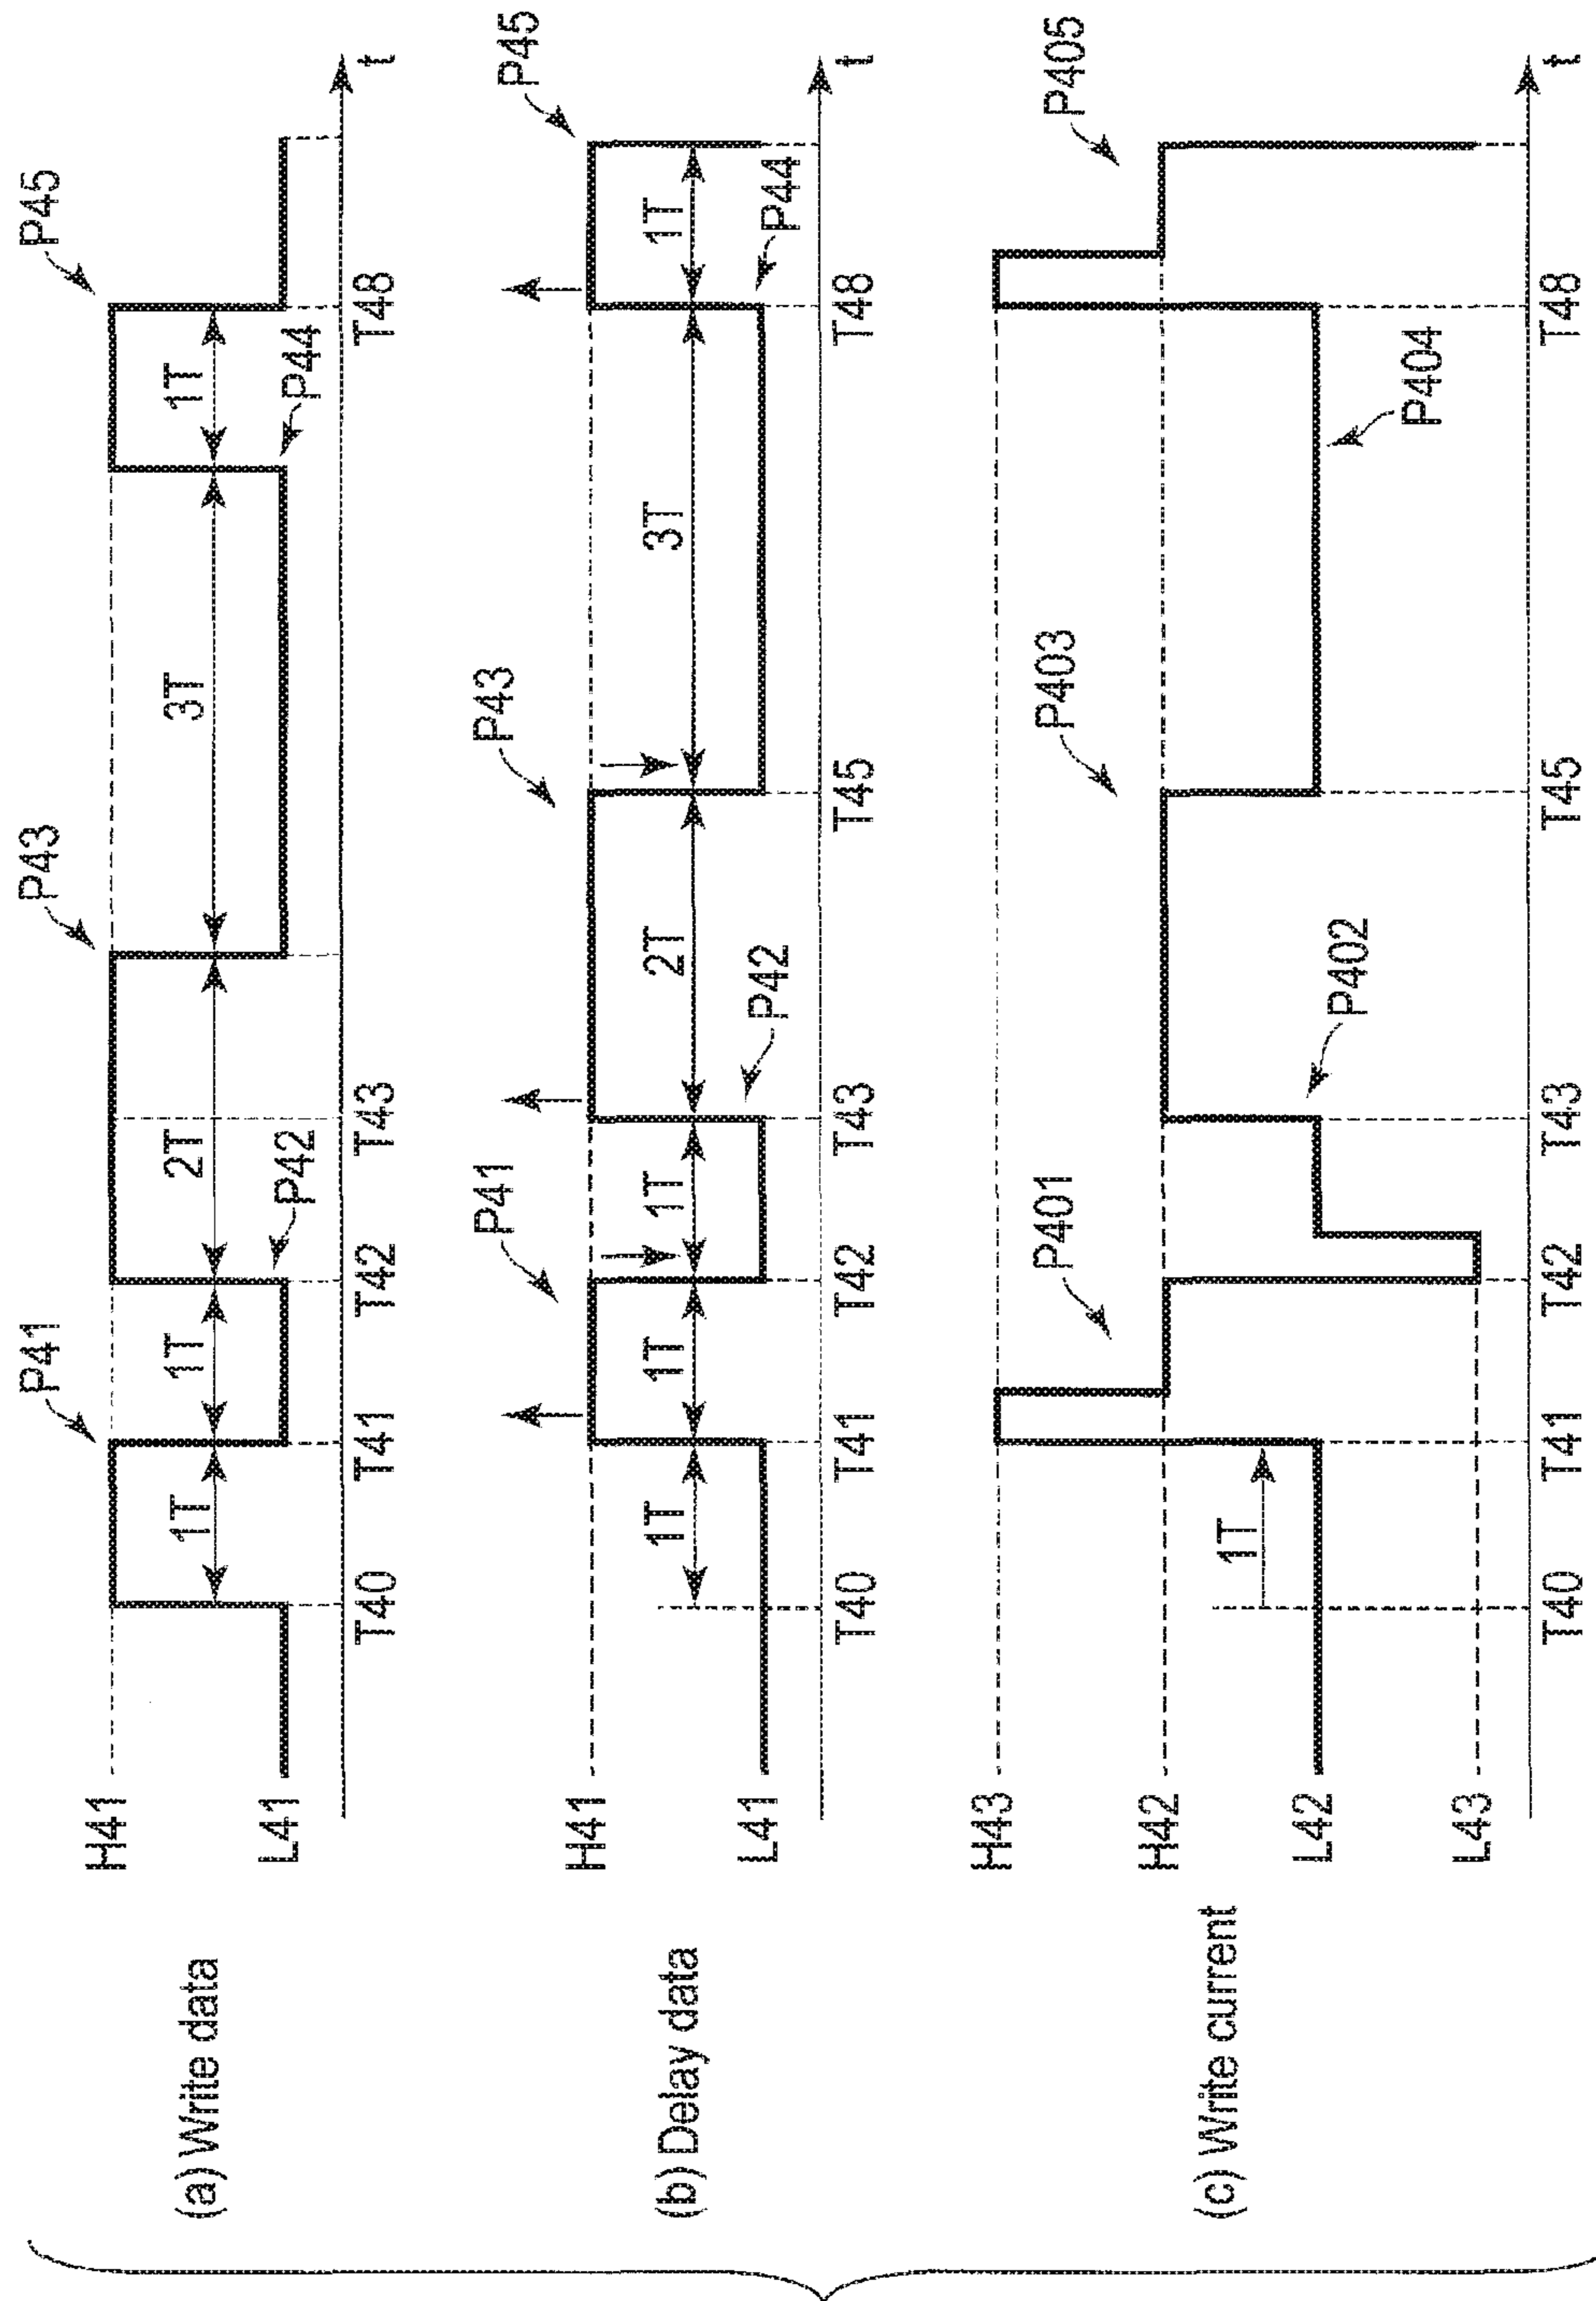 (a) Write data
H41
L41
P41
P42
P43
P44
P45
1T
1T
2T
3T
1T
T40
T41
T42
T43
T48
t
(b) Delay data
H41
L41
P41
P42
P43
P44
P45
1T
1T
1T
2T
3T
1T
T40
T41
T42
T43
T45
T48
t
(c) Write current
H43
H42
L42
L43
P401
P402
P403
P404
P405
1T
T40
T41
T42
T43
T45
T48
t